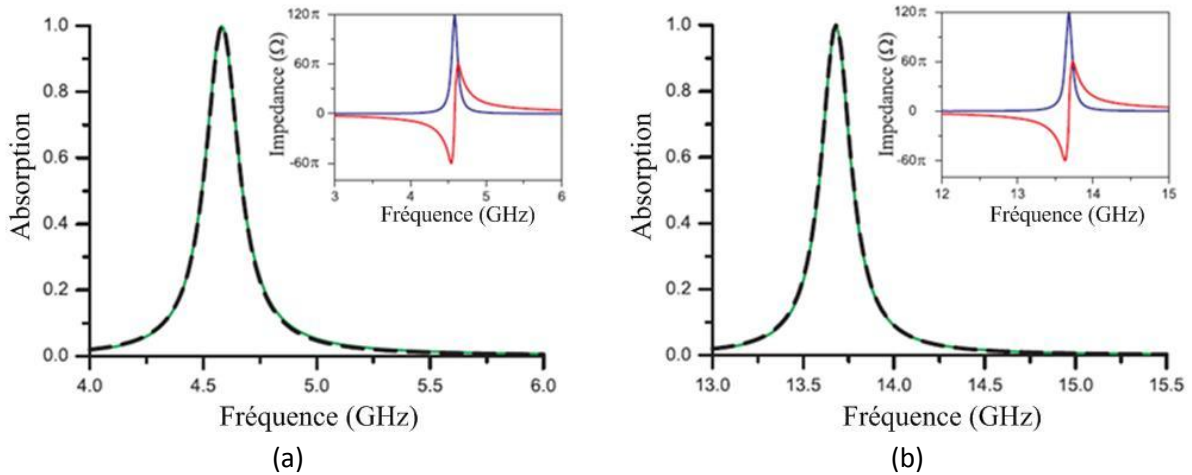 Absorption
1.0
0.8
0.6
0.4
0.2
0.0
4.0 4.5 5.0 5.5 6.0
Fréquence (GHz)
Impedance (Ω)
120π
60π
0
-60π
3 4 5 6
Fréquence (GHz)
(a)
Absorption
1.0
0.8
0.6
0.4
0.2
0.0
13.0 13.5 14.0 14.5 15.0 15.5
Fréquence (GHz)
Impedance (Ω)
120π
60π
0
-60π
12 13 14 15
Fréquence (GHz)
(b)